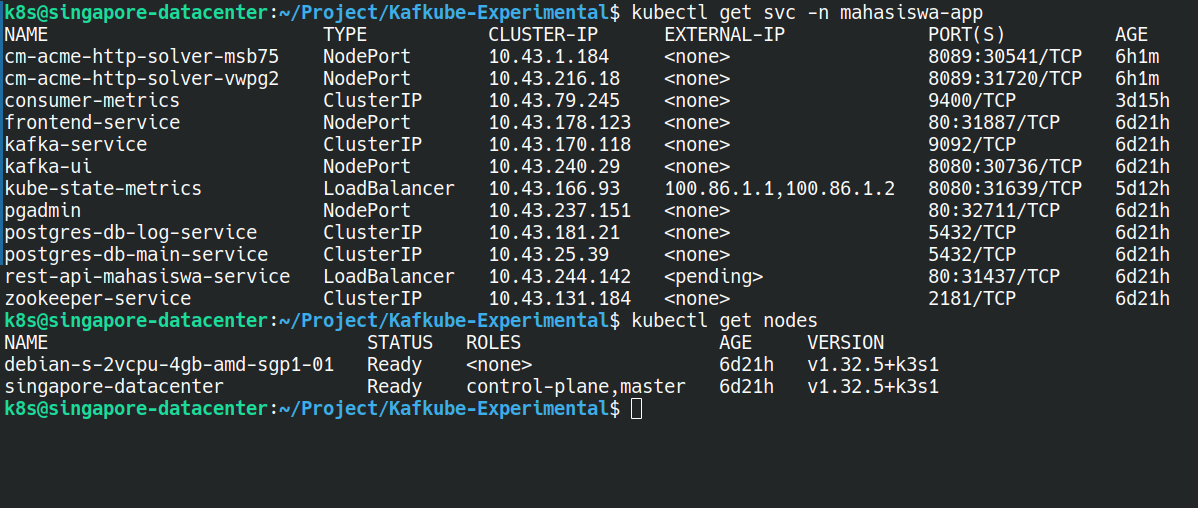 k8s@singapore-datacenter:~/Project/Kafkube-Experimental$ kubectl get svc -n mahasiswa-app
NAME TYPE CLUSTER-IP EXTERNAL-IP PORT(S) AGE
cm-acme-http-solver-msb75 NodePort 10.43.1.184 <none> 8089:30541/TCP 6h1m
cm-acme-http-solver-vwpg2 NodePort 10.43.216.18 <none> 8089:31720/TCP 6h1m
consumer-metrics ClusterIP 10.43.79.245 <none> 9400/TCP 3d15h
frontend-service NodePort 10.43.178.123 <none> 80:31887/TCP 6d21h
kafka-service ClusterIP 10.43.170.118 <none> 9092/TCP 6d21h
kafka-ui NodePort 10.43.240.29 <none> 8080:30736/TCP 6d21h
kube-state-metrics LoadBalancer 10.43.166.93 100.86.1.1,100.86.1.2 8080:31639/TCP 5d12h
pgadmin NodePort 10.43.237.151 <none> 80:32711/TCP 6d21h
postgres-db-log-service ClusterIP 10.43.181.21 <none> 5432/TCP 6d21h
postgres-db-main-service ClusterIP 10.43.25.39 <none> 5432/TCP 6d21h
rest-api-mahasiswa-service LoadBalancer 10.43.244.142 <pending> 80:31437/TCP 6d21h
zookeeper-service ClusterIP 10.43.131.184 <none> 2181/TCP 6d21h
k8s@singapore-datacenter:~/Project/Kafkube-Experimental$ kubectl get nodes
NAME STATUS ROLES AGE VERSION
debian-s-2vcpu-4gb-amd-sgp1-01 Ready <none> 6d21h v1.32.5+k3s1
singapore-datacenter Ready control-plane,master 6d21h v1.32.5+k3s1
k8s@singapore-datacenter:~/Project/Kafkube-Experimental$